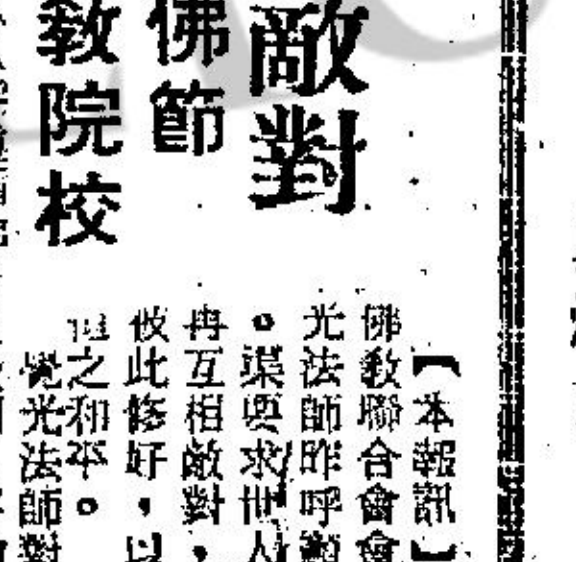 敵對
佛節
教院校
【本報訊】
佛教聯合會會
光法師昨呼
。渠要求世人
冉互相敵對，
彼此修好，以
之和平。
覺光法師對